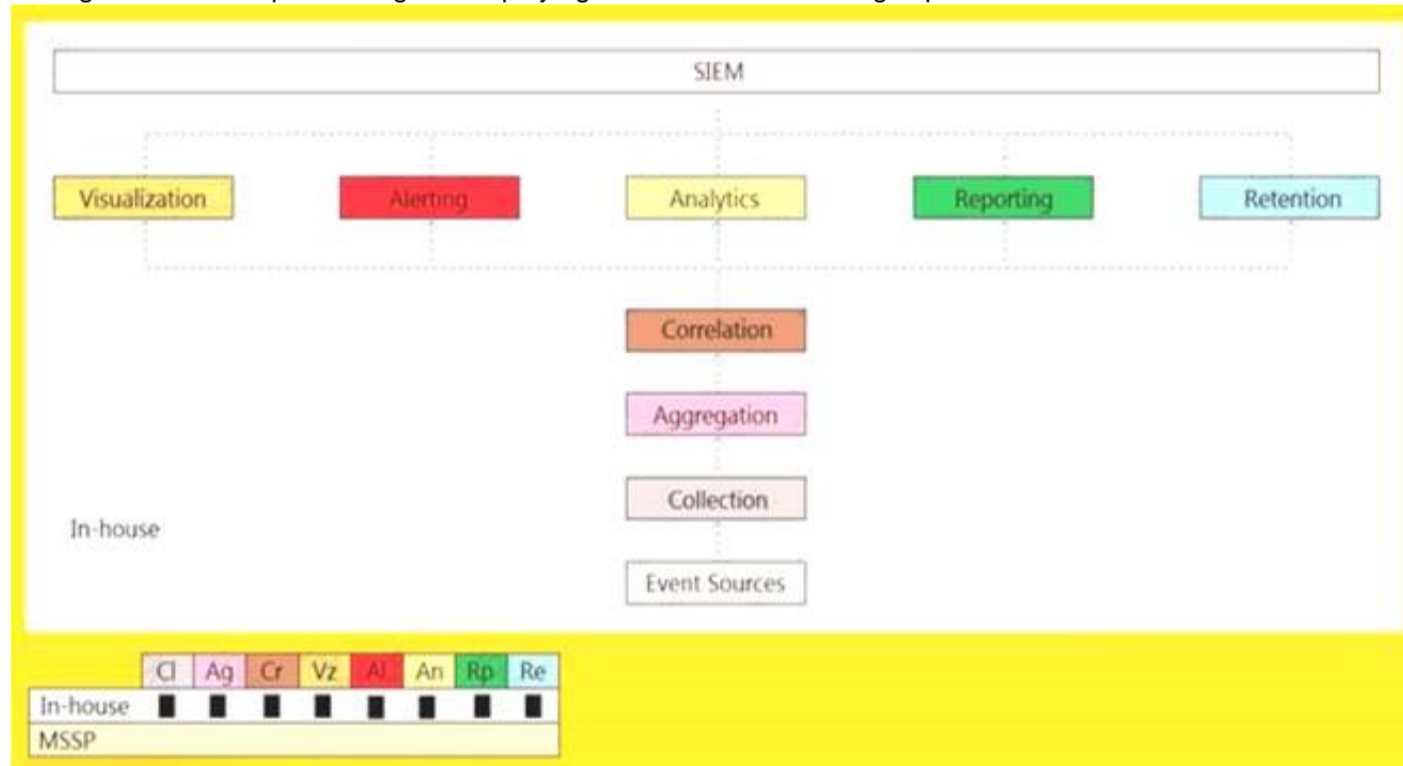 SIEM
Visualization Alerting Analytics Reporting Retention
Correlation
Aggregation
Collection
In-house
Event Sources
Cl Ag Cr Vz Al An Rp Re
In-house
MSSP